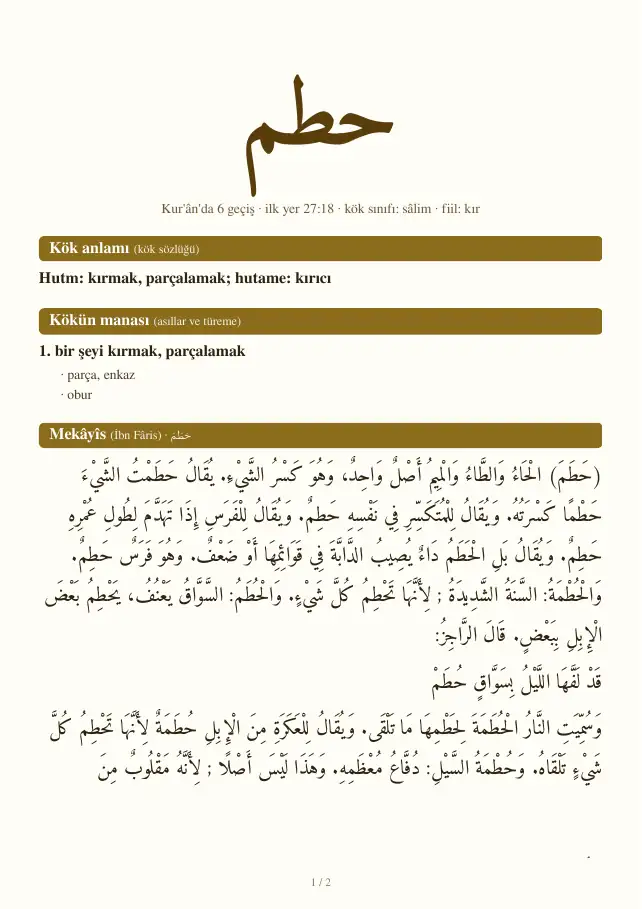 حطم
Kur'ân'da 6 geçiş · ilk yer 27:18 · kök sınıfı: sâlim · fiil: kır
Kök anlamı (kök sözlüğü)
Hutm: kırmak, parçalamak; hutame: kırıcı
Kökün manası (asıllar ve türeme)
1. bir şeyi kırmak, parçalamak
· parça, enkaz
· obur
Mekâyîs (İbn Fâris) · حَطَمَ
(حَطَمَ) الْحَاءُ وَالطَّاءُ وَالْمِيمُ أَصْلٌ وَاحِدٌ، وَهُوَ كَسْرُ الشَّيْءِ. يُقَالُ حَطَمْتُ الشَّيْءَ
حَطْمًا كَسَرْتُهُ. وَيُقَالُ لِلْمُتَكَسِّرِ فِي نَفْسِهِ حَطِمٌ. وَيُقَالُ لِلْفَرَسِ إِذَا تَهَدَّمَ لِطُولِ عُمْرِهِ
حَطِمٌ. وَيُقَالُ بَلِ الْحَطَمُ دَاءٌ يُصِيبُ الدَّابَّةَ فِي قَوَائِمِهَا أَوْ ضَعْفٌ. وَهُوَ فَرَسٌ حَطِمٌ.
وَالْحُطْمَةُ: السَّنَةُ الشَّدِيدَةُ ; لِأَنَّهَا تَحْطِمُ كُلَّ شَيْءٍ. وَالْحُطَمُ: السَّوَّاقُ يَعْنُفُ، يَحْطِمُ بَعْضَ
الْإِبِلِ بِبَعْضٍ. قَالَ الرَّاجِزُ:
قَدْ لَفَّهَا اللَّيْلُ بِسَوَّاقٍ حُطَمْ
وَسُمِّيَتِ النَّارُ الْحُطَمَةَ لِحَطْمِهَا مَا تَلْقَى. وَيُقَالُ لِلْعَكَرَةِ مِنَ الْإِبِلِ حُطَمَةٌ لِأَنَّهَا تَحْطِمُ كُلَّ
شَيْءٍ تَلْقَاهُ. وَحُطْمَةُ السَّيْلِ: دُفَّاعُ مُعْظَمِهِ. وَهَذَا لَيْسَ أَصْلًا ; لِأَنَّهُ مَقْلُوبٌ مِنَ
1 / 2